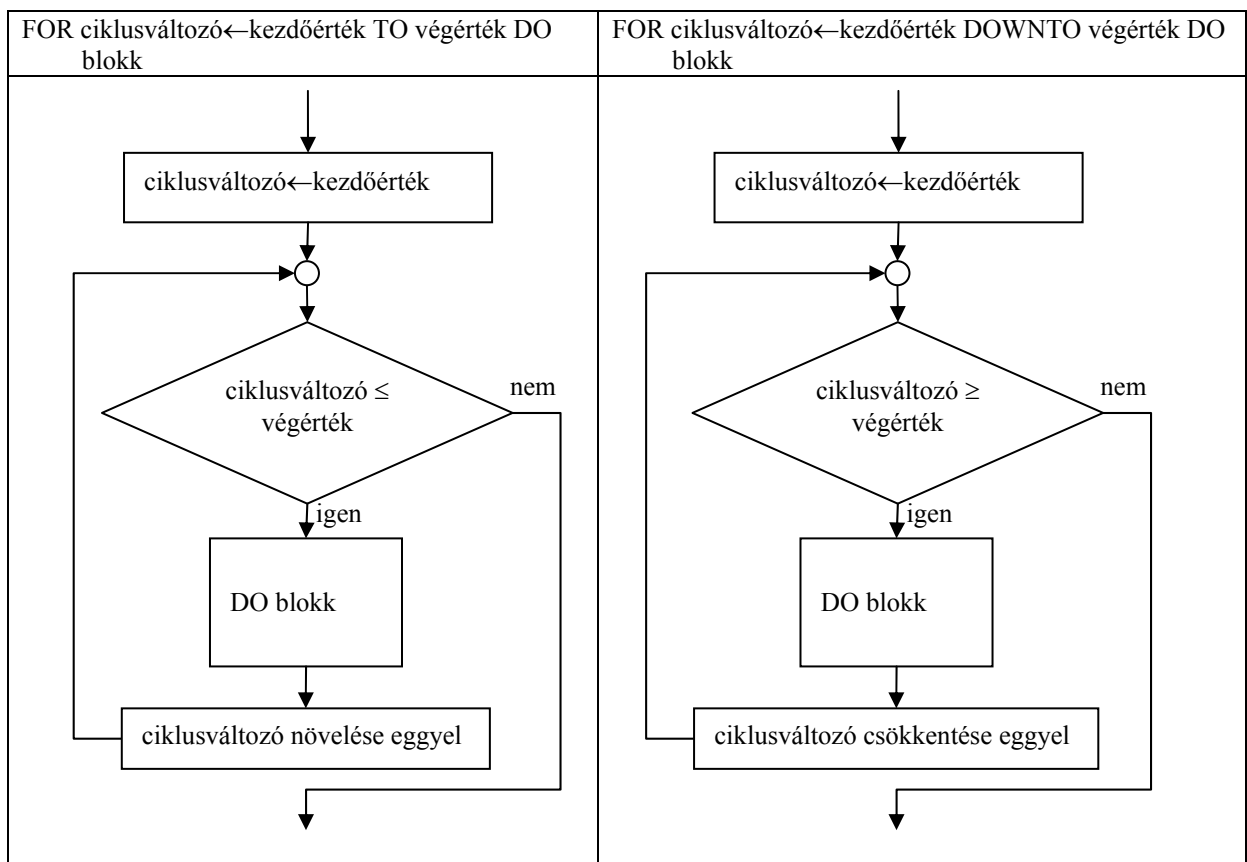 FOR ciklusváltozó←kezdőérték TO végérték DO
blokk
ciklusváltozó←kezdőérték
ciklusváltozó ≤
végérték
nem
igen
DO blokk
ciklusváltozó növelése eggyel
FOR ciklusváltozó←kezdőérték DOWNTO végérték DO
blokk
ciklusváltozó←kezdőérték
ciklusváltozó ≥
végérték
nem
igen
DO blokk
ciklusváltozó csökkentése eggyel